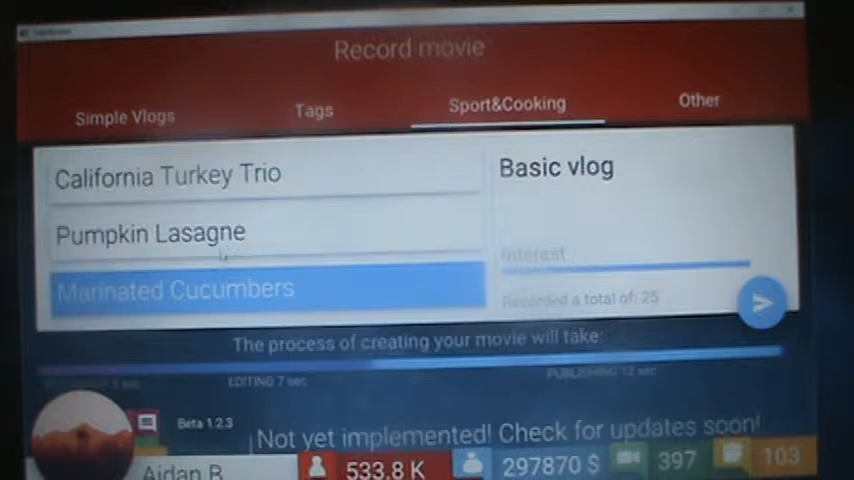 Record movie
Simple Vlogs Tags Sport&Cooking Other
California Turkey Trio
Pumpkin Lasagne
Marinated Cucumbers
Basic vlog
Interest
Recorded a total of: 25
The process of creating your movie will take:
EDITING 7 sec PUBLISHING 12 sec
Beta 1.2.3
Not yet implemented! Check for updates soon!
Aidan B
533.8 K 297870 $ 397 103